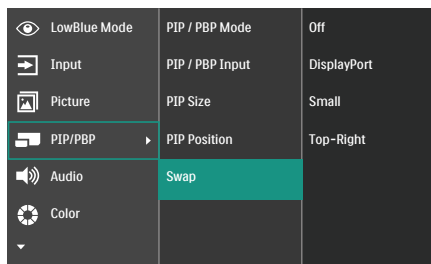 LowBlue Mode PIP / PBP Mode Off
Input PIP / PBP Input DisplayPort
Picture PIP Size Small
PIP/PBP PIP Position Top-Right
Audio Swap
Color